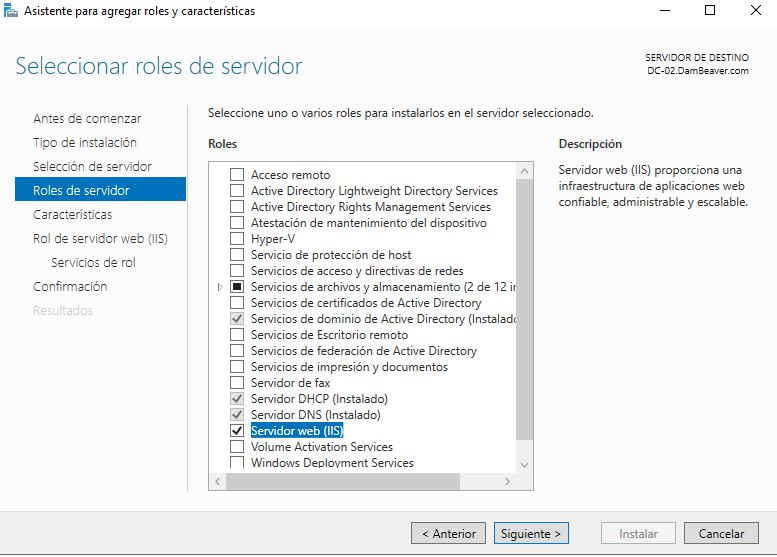 Asistente para agregar roles y características
Seleccionar roles de servidor
SERVIDOR DE DESTINO
DC-02.DamBeaver.com
Antes de comenzar
Tipo de instalación
Selección de servidor
Roles de servidor
Características
Rol de servidor web (IIS)
Servicios de rol
Confirmación
Resultados
Seleccione uno o varios roles para instalarlos en el servidor seleccionado.
Roles
Acceso remoto
Active Directory Lightweight Directory Services
Active Directory Rights Management Services
Atestación de mantenimiento del dispositivo
Hyper-V
Servicio de protección de host
Servicios de acceso y directivas de redes
Servicios de archivos y almacenamiento (2 de 12 in
Servicios de certificados de Active Directory
Servicios de dominio de Active Directory (Instalado
Servicios de Escritorio remoto
Servicios de federación de Active Directory
Servicios de impresión y documentos
Servidor de fax
Servidor DHCP (Instalado)
Servidor DNS (Instalado)
Servidor web (IIS)
Volume Activation Services
Windows Deployment Services
Descripción
Servidor web (IIS) proporciona una
infraestructura de aplicaciones web
confiable, administrable y escalable.
< Anterior
Siguiente >
Instalar
Cancelar